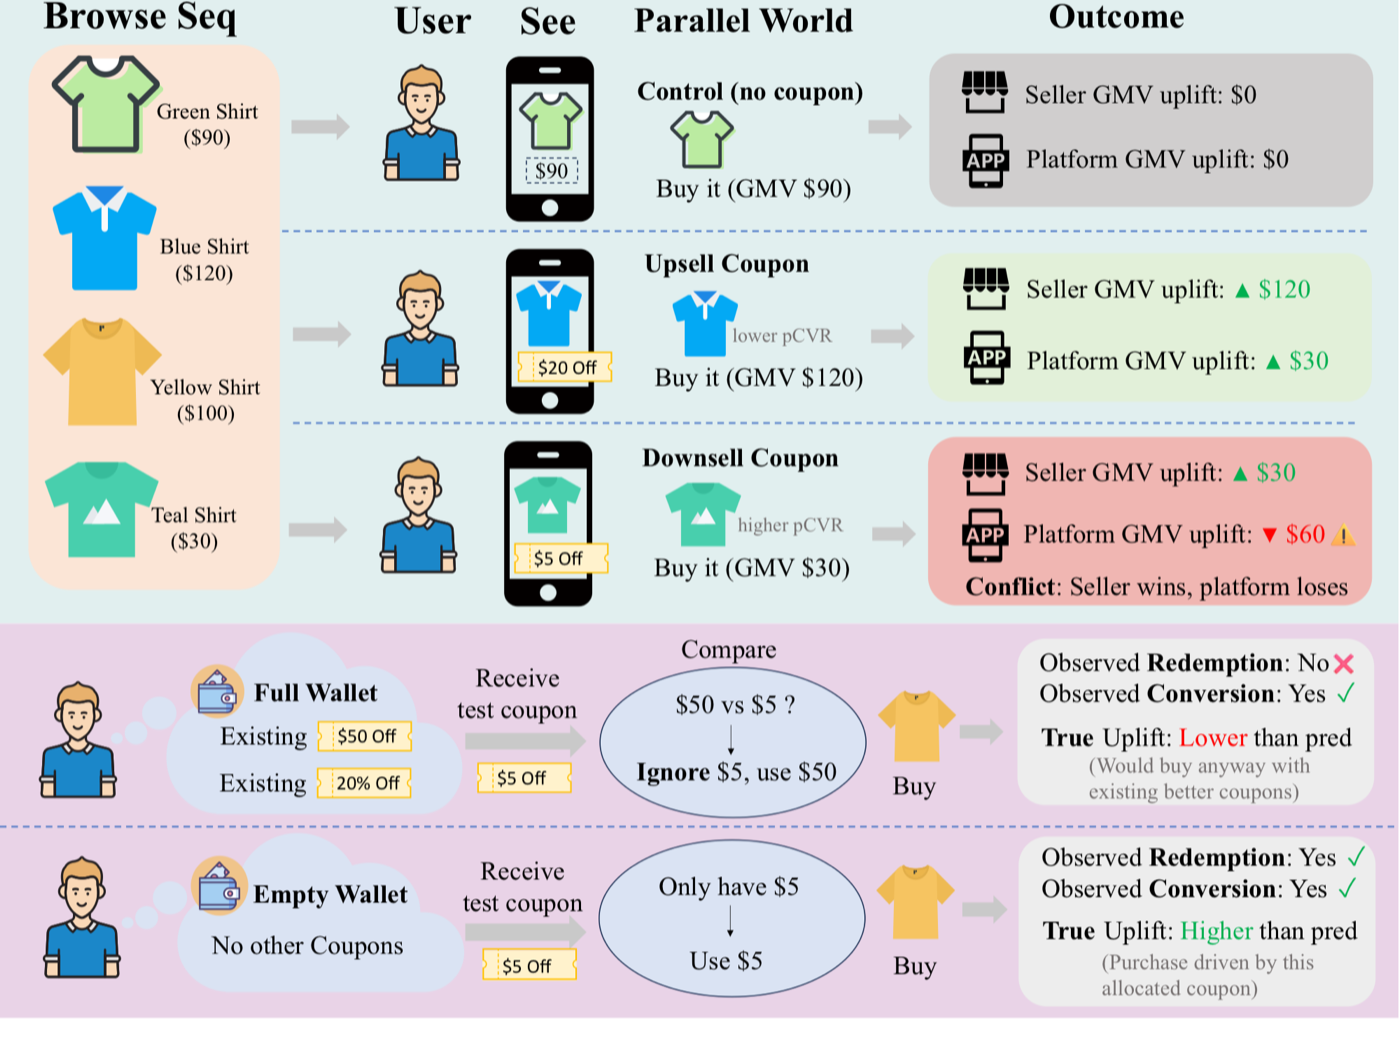 Browse Seq
User
See
Parallel World
Outcome
Green Shirt
($90)
Blue Shirt
($120)
Yellow Shirt
($100)
Teal Shirt
($30)
$90
Control (no coupon)
Buy it (GMV $90)
Seller GMV uplift: $0
APP
Platform GMV uplift: $0
$20 Off
Upsell Coupon
lower pCVR
Buy it (GMV $120)
Seller GMV uplift: ▲ $120
APP
Platform GMV uplift: ▲ $30
$5 Off
Downsell Coupon
higher pCVR
Buy it (GMV $30)
Seller GMV uplift: ▲ $30
APP
Platform GMV uplift: ▼ $60 ⚠
Conflict: Seller wins, platform loses
Full Wallet
Existing $50 Off
Existing 20% Off
Receive
test coupon
$5 Off
Compare
$50 vs $5 ?
Ignore $5, use $50
Buy
Observed Redemption: No ❌
Observed Conversion: Yes ✓
True Uplift: Lower than pred
(Would buy anyway with
existing better coupons)
Empty Wallet
No other Coupons
Receive
test coupon
$5 Off
Only have $5
Use $5
Buy
Observed Redemption: Yes ✓
Observed Conversion: Yes ✓
True Uplift: Higher than pred
(Purchase driven by this
allocated coupon)